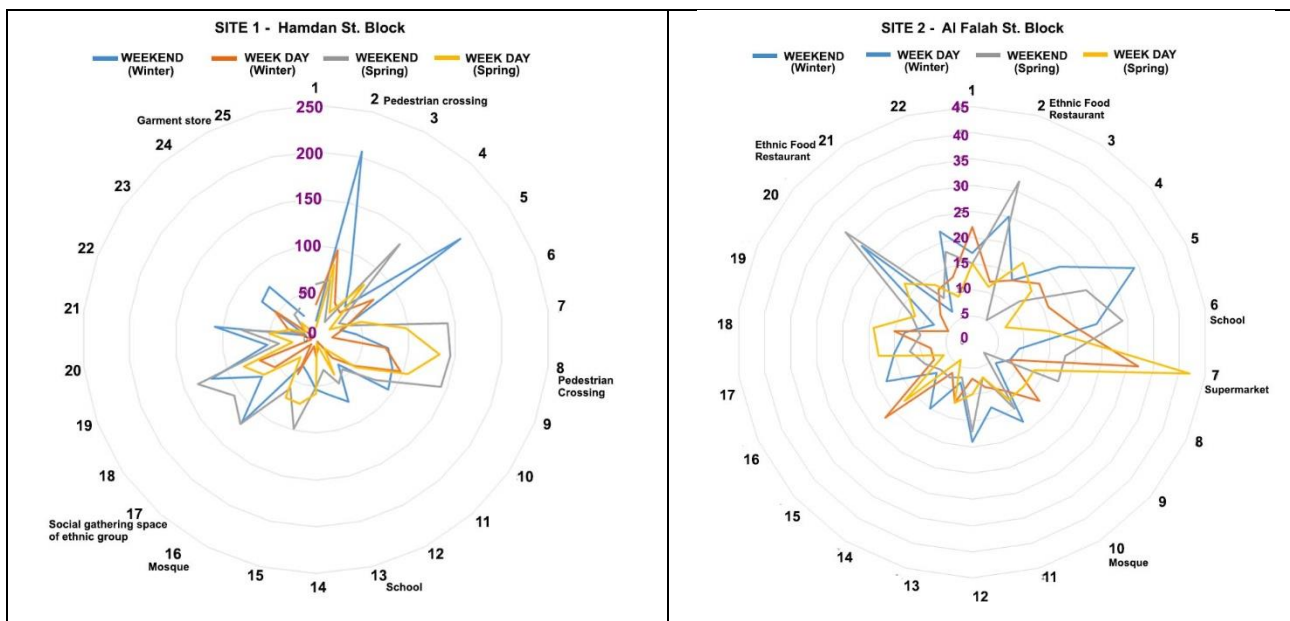 SITE 1 - Hamdan St. Block
WEEKEND
(Winter)
WEEK DAY
(Winter)
WEEKEND
(Spring)
WEEK DAY
(Spring)
250
200
150
100
50
0
1
2 Pedestrian crossing
3
4
5
6
7
8
Pedestrian
Crossing
9
10
11
12
13
School
14
15
16
Mosque
17
Social gathering space
of ethnic group
18
19
20
21
22
23
24
Garment store
25
SITE 2 - Al Falah St. Block
WEEKEND
(Winter)
WEEK DAY
(Winter)
WEEKEND
(Spring)
WEEK DAY
(Spring)
45
40
35
30
25
20
15
10
5
0
1
2 Ethnic Food
Restaurant
3
4
5
6
School
7
Supermarket
8
9
10
Mosque
11
12
13
14
15
16
17
18
19
20
Ethnic Food
Restaurant
21
22